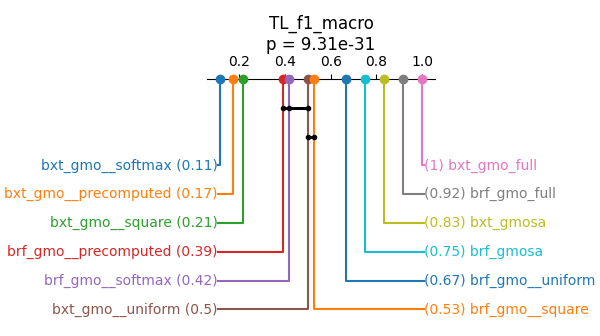 TL_f1_macro
p = 9.31e-31
0.2 0.4 0.6 0.8 1.0
bxt_gmo__softmax (0.11)
(1) bxt_gmo_full
bxt_gmo__precomputed (0.17)
(0.92) brf_gmo_full
bxt_gmo__square (0.21)
(0.83) bxt_gmosa
brf_gmo__precomputed (0.39)
(0.75) brf_gmosa
brf_gmo__softmax (0.42)
(0.67) brf_gmo__uniform
bxt_gmo__uniform (0.5)
(0.53) brf_gmo__square